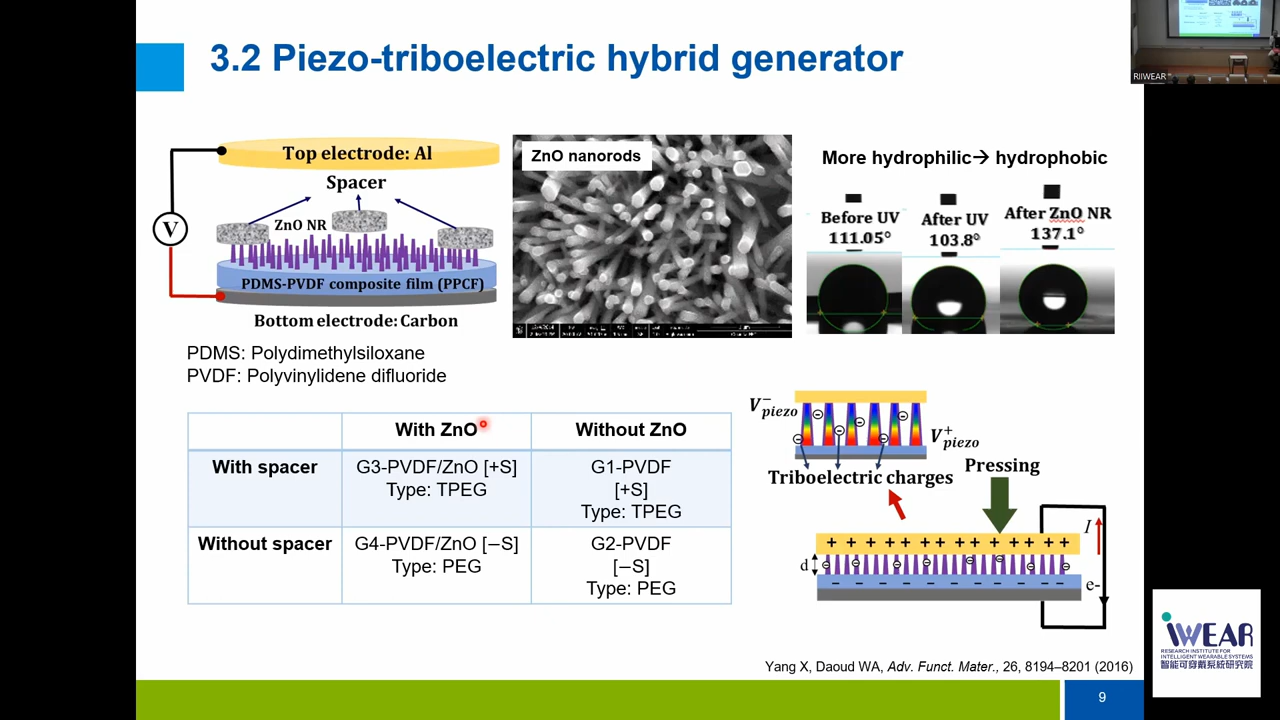 3.2 Piezo-triboelectric hybrid generator
RIIWEAR
Top electrode: Al
Spacer
ZnO NR
V
PDMS-PVDF composite film (PPCF)
Bottom electrode: Carbon
ZnO nanorods
More hydrophilic→ hydrophobic
Before UV
111.05°
After UV
103.8°
After ZnO NR
137.1°
PDMS: Polydimethylsiloxane
PVDF: Polyvinylidene difluoride
With ZnO
Without ZnO
With spacer
G3-PVDF/ZnO [+S]
Type: TPEG
G1-PVDF
[+S]
Type: TPEG
Without spacer
G4-PVDF/ZnO [−S]
Type: PEG
G2-PVDF
[−S]
Type: PEG
V⁻piezo
V⁺piezo
Triboelectric charges
Pressing
I
+ + + + + + + + + + + + +
d
e-
Yang X, Daoud WA, Adv. Funct. Mater., 26, 8194–8201 (2016)
9
iWEAR
RESEARCH INSTITUTE FOR
INTELLIGENT WEARABLE SYSTEMS
智能可穿戴系統研究院